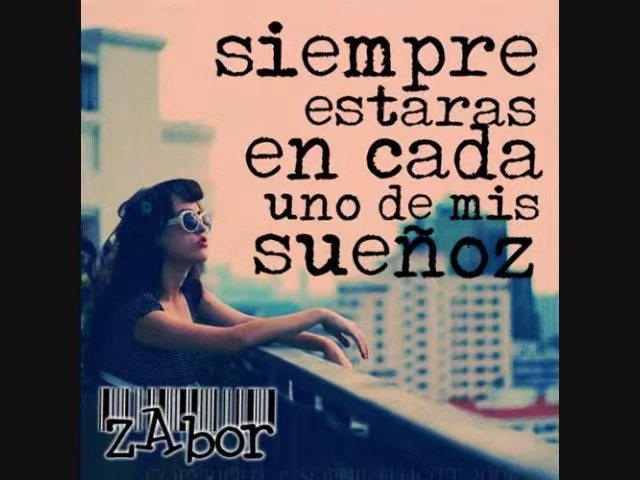 siempre
estaras
en cada
uno de mis
sueñoz
zAbor